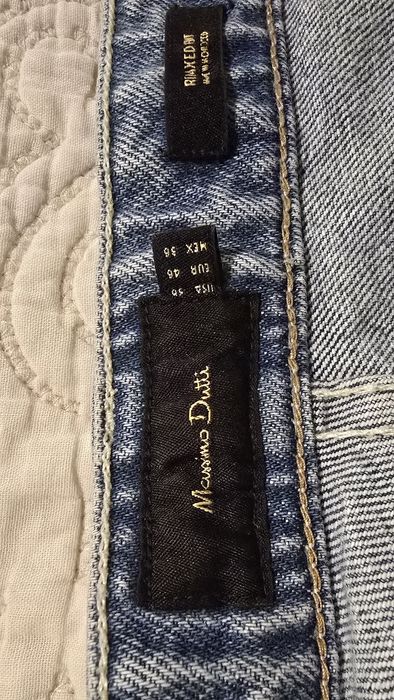 RELAXED FIT
USA 36
EUR 46
MEX 36
Massimo Dutti